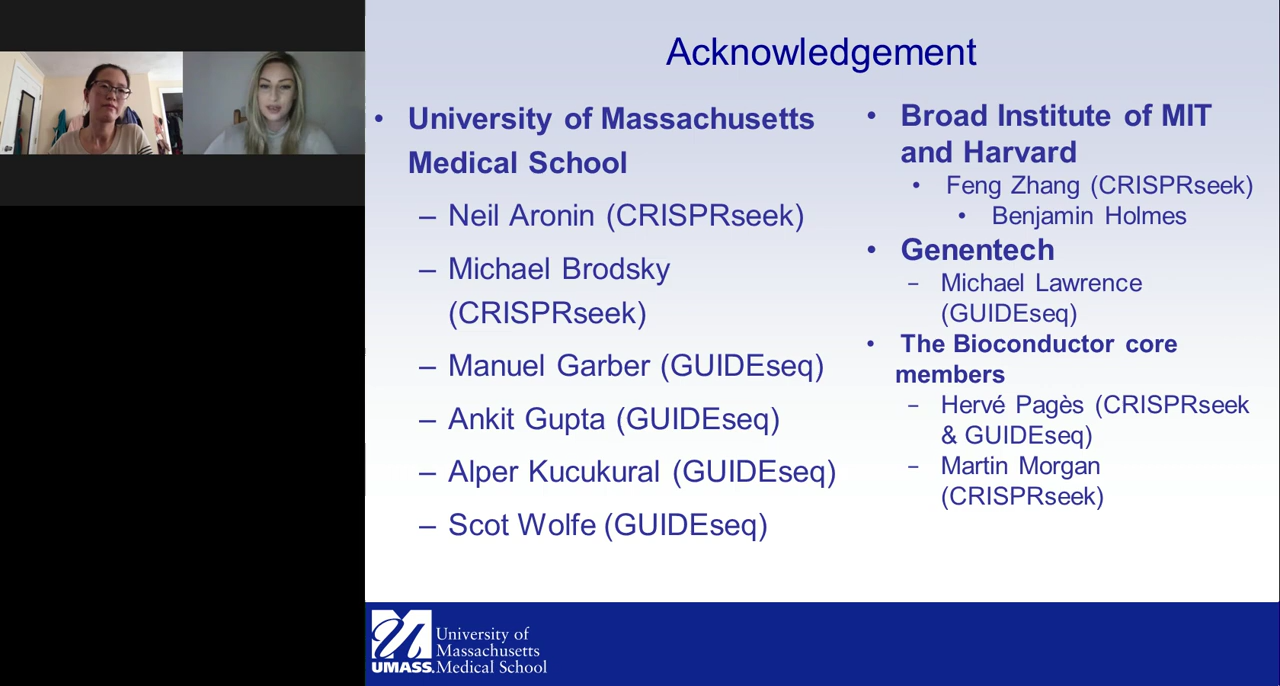 Acknowledgement
• University of Massachusetts
Medical School
– Neil Aronin (CRISPRseek)
– Michael Brodsky
(CRISPRseek)
– Manuel Garber (GUIDEseq)
– Ankit Gupta (GUIDEseq)
– Alper Kucukural (GUIDEseq)
– Scot Wolfe (GUIDEseq)
• Broad Institute of MIT
and Harvard
• Feng Zhang (CRISPRseek)
• Benjamin Holmes
• Genentech
– Michael Lawrence
(GUIDEseq)
• The Bioconductor core
members
– Hervé Pagès (CRISPRseek
& GUIDEseq)
– Martin Morgan
(CRISPRseek)
UMASS.
University of
Massachusetts
Medical School